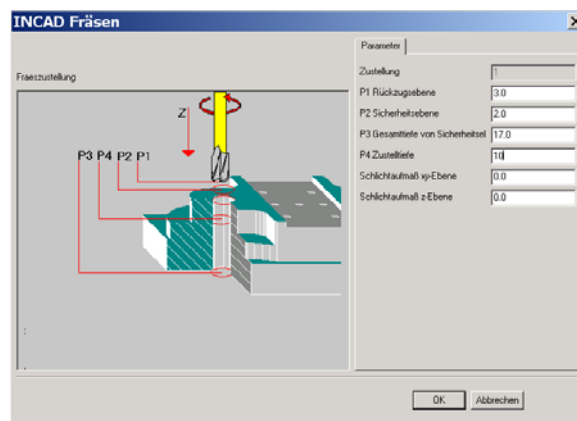 INCAD Fräsen
Fraeszustellung
Z
P3 P4 P2 P1
Parameter
Zustellung 1
P1 Rückzugsebene 3.0
P2 Sicherheitsebene 2.0
P3 Gesamttiefe von Sicherheitsel 17.0
P4 Zustelltiefe 10
Schlichtaufmaß xy-Ebene 0.0
Schlichtaufmaß z-Ebene 0.0
OK Abbrechen